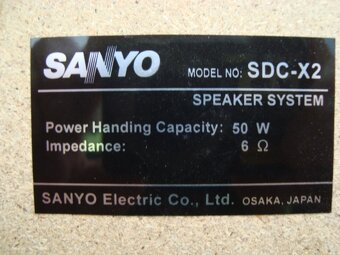 SANYO MODEL NO: SDC-X2
SPEAKER SYSTEM
Power Handing Capacity: 50 W
Impedance: 6 Ω
SANYO Electric Co., Ltd. OSAKA, JAPAN